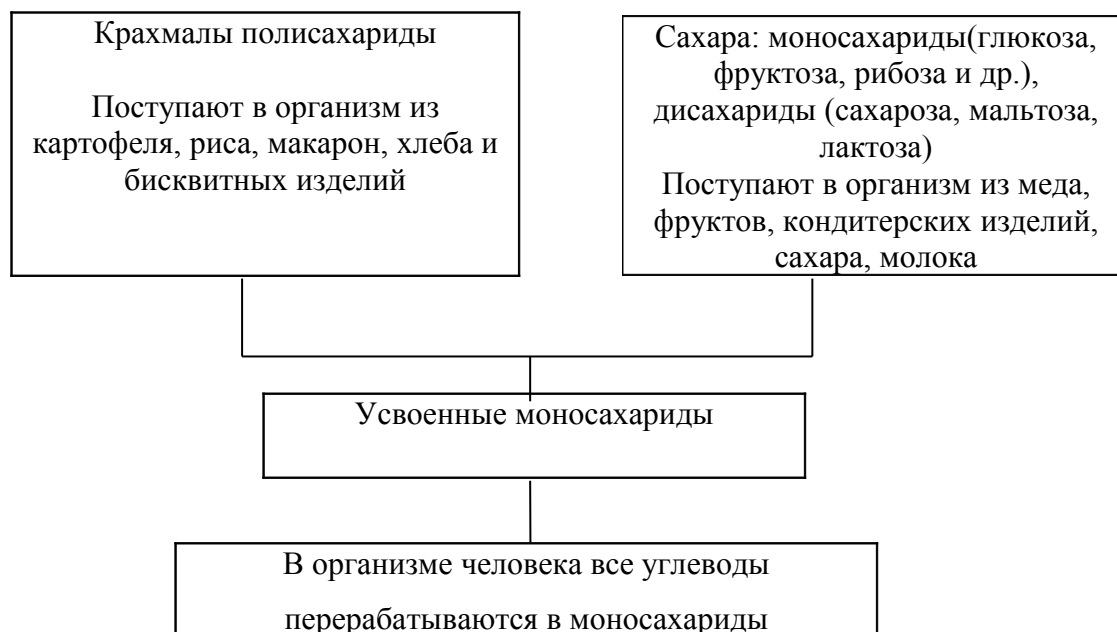 Крахмалы полисахариды
Поступают в организм из
картофеля, риса, макарон, хлеба и
бисквитных изделий
Сахара: моносахариды(глюкоза,
фруктоза, рибоза и др.),
дисахариды (сахароза, мальтоза,
лактоза)
Поступают в организм из меда,
фруктов, кондитерских изделий,
сахара, молока
Усвоенные моносахариды
В организме человека все углеводы
перерабатываются в моносахариды